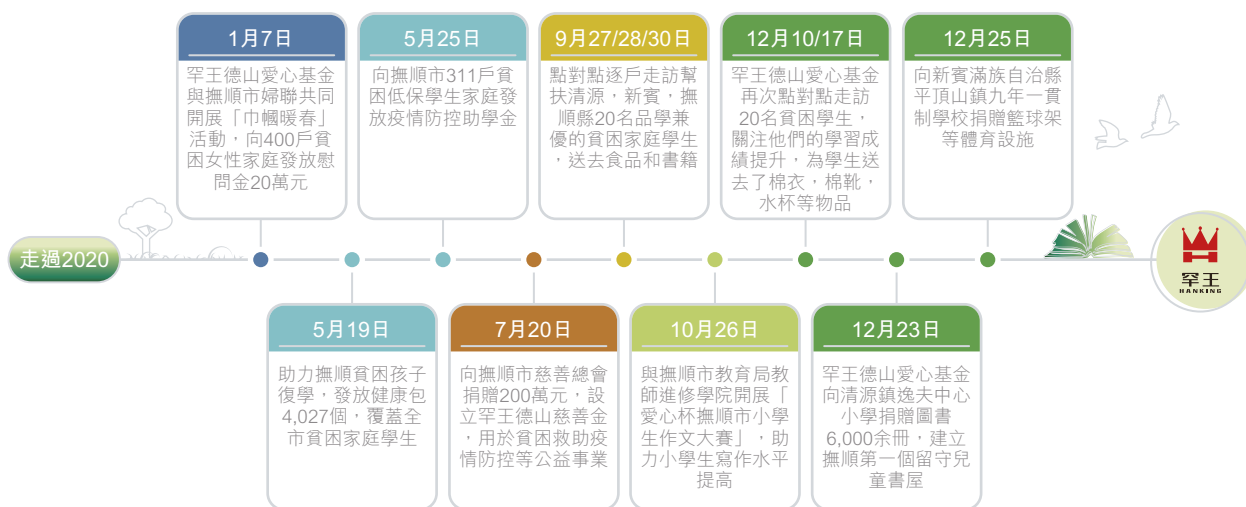 走過2020
1月7日
罕王德山愛心基金
與撫順市婦聯共同
開展「巾幗暖春」
活動，向400戶貧
困女性家庭發放慰
問金20萬元
5月19日
助力撫順貧困孩子
復學，發放健康包
4,027個，覆蓋全
市貧困家庭學生
5月25日
向撫順市311戶貧
困低保學生家庭發
放疫情防控助學金
7月20日
向撫順市慈善總會
捐贈200萬元，設
立罕王德山慈善金
，用於貧困救助疫
情防控等公益事業
9月27/28/30日
點對點逐戶走訪幫
扶清源，新賓，撫
順縣20名品學兼
優的貧困家庭學生
，送去食品和書籍
10月26日
與撫順市教育局教
師進修學院開展「
愛心杯撫順市小學
生作文大賽」，助
力小學生寫作水平
提高
12月10/17日
罕王德山愛心基金
再次點對點走訪
20名貧困學生，
關注他們的學習成
績提升，為學生送
去了棉衣，棉靴，
水杯等物品
12月23日
罕王德山愛心基金
向清源鎮逸夫中心
小學捐贈圖書
6,000余冊，建立
撫順第一個留守兒
童書屋
12月25日
向新賓滿族自治縣
平頂山鎮九年一貫
制學校捐贈籃球架
等體育設施
罕王
HANKING